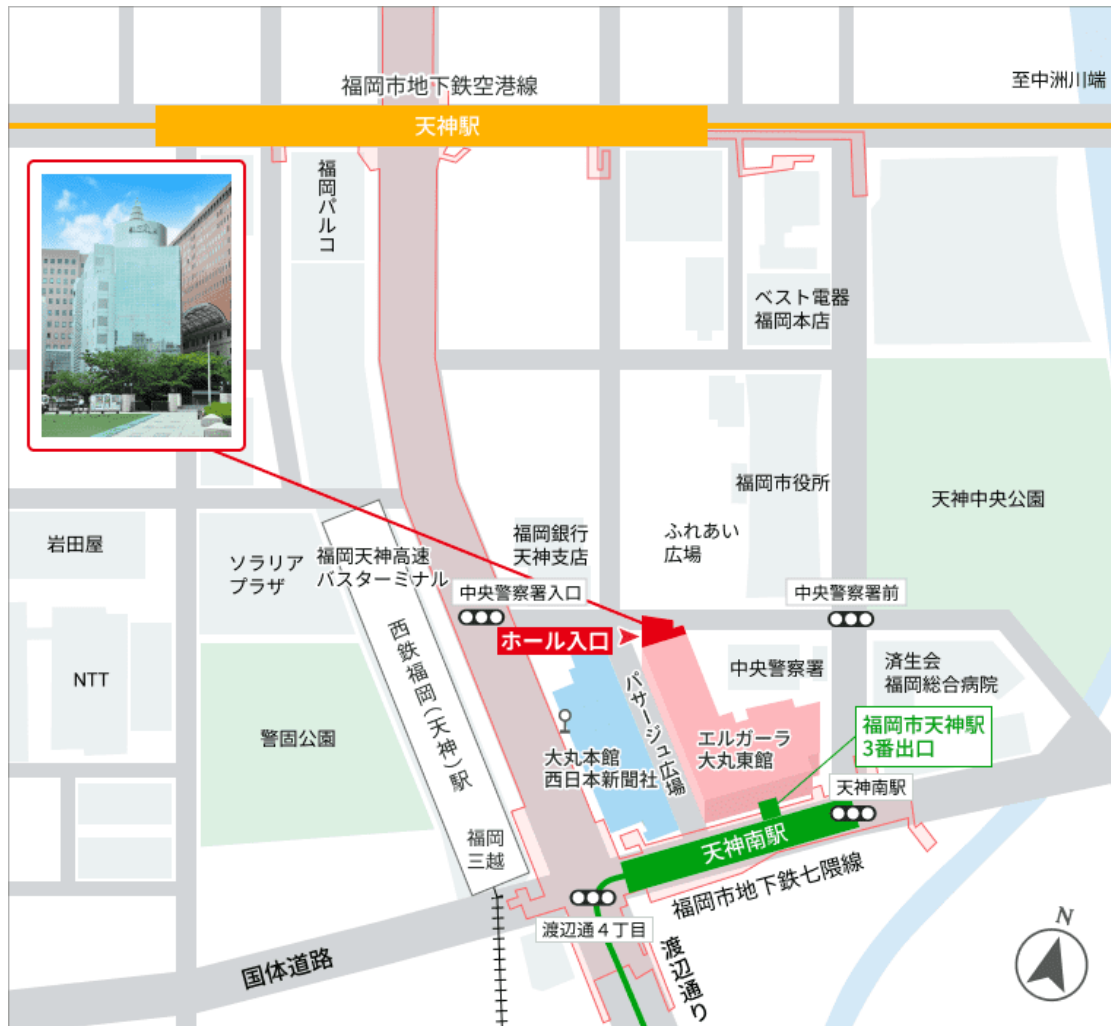 福岡市地下鉄空港線
至中洲川端
天神駅
福岡パルコ
ベスト電器
福岡本店
福岡市役所
天神中央公園
岩田屋
ソラリア
プラザ
福岡天神高速
バスターミナル
福岡銀行
天神支店
ふれあい
広場
中央警察署入口
中央警察署前
ホール入口
西鉄福岡(天神)駅
NTT
警固公園
パサージュ広場
中央警察署
済生会
福岡総合病院
福岡市天神駅
3番出口
エルガーラ
大丸東館
大丸本館
西日本新聞社
天神南駅
福岡
三越
天神南駅
福岡市地下鉄七隈線
渡辺通4丁目
渡辺通り
国体道路
N